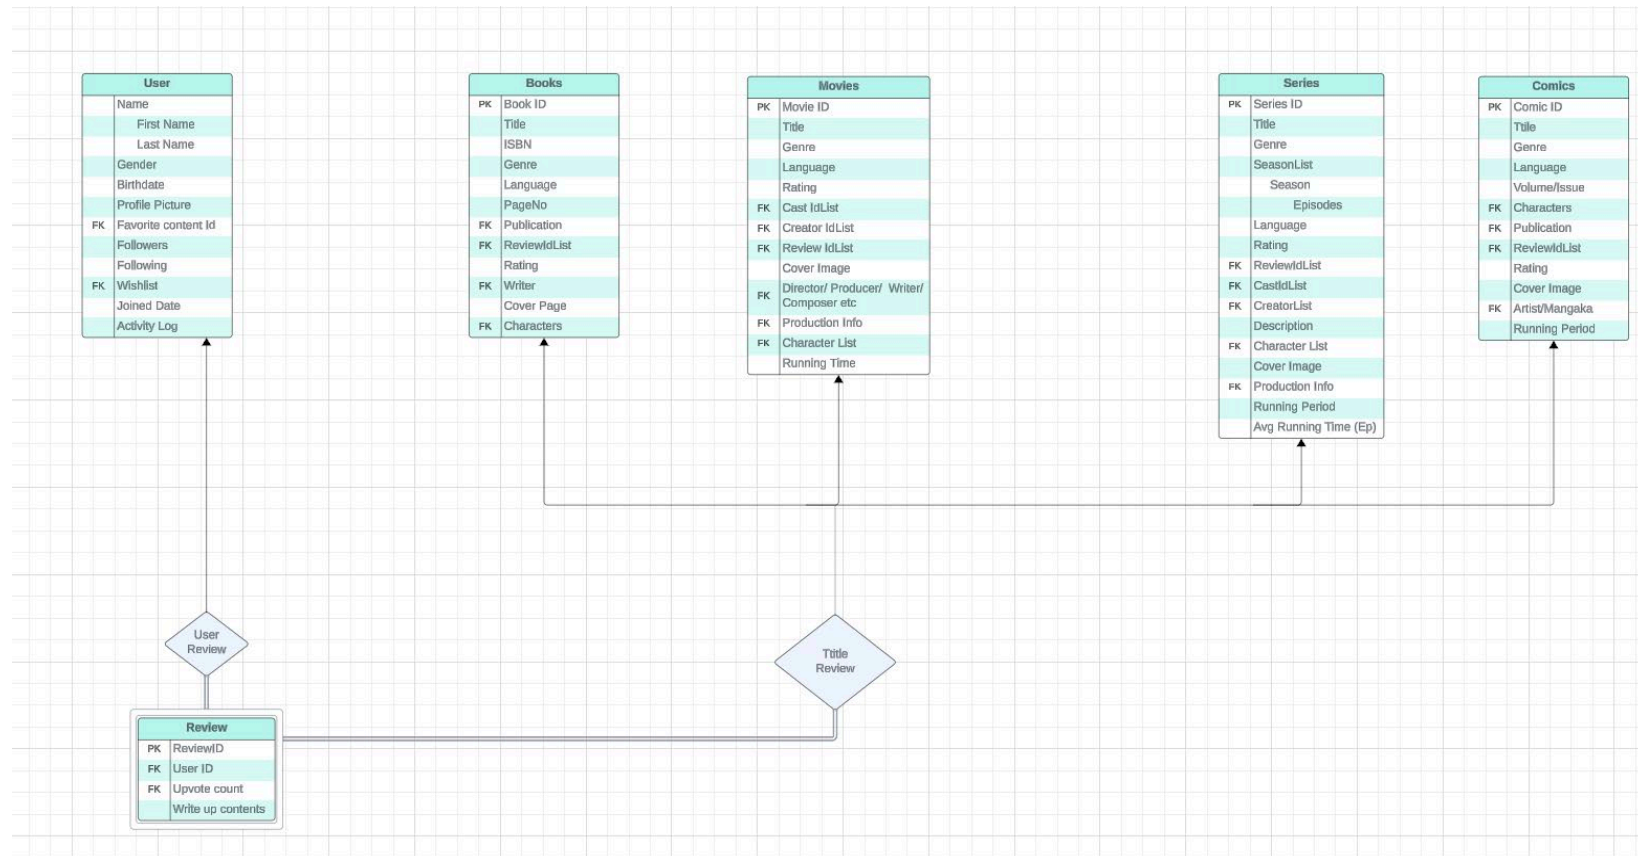 User
Name
First Name
Last Name
Gender
Birthdate
Profile Picture
FK Favorite content Id
Followers
Following
FK Wishlist
Joined Date
Activity Log
Books
PK Book ID
Title
ISBN
Genre
Language
PageNo
FK Publication
FK ReviewIdList
Rating
FK Writer
Cover Page
FK Characters
Movies
PK Movie ID
Title
Genre
Language
Rating
FK Cast IdList
FK Creator IdList
FK Review IdList
Cover Image
FK Director/ Producer/ Writer/
Composer etc
FK Production Info
FK Character List
Running Time
Series
PK Series ID
Title
Genre
SeasonList
Season
Episodes
Language
Rating
FK ReviewIdList
FK CastIdList
FK CreatorList
Description
FK Character List
Cover Image
FK Production Info
Running Period
Avg Running Time (Ep)
Comics
PK Comic ID
Ttile
Genre
Language
Volume/Issue
FK Characters
FK Publication
FK ReviewIdList
Rating
Cover Image
FK Artist/Mangaka
Running Period
User
Review
Ttitle
Review
Review
PK ReviewID
FK User ID
FK Upvote count
Write up contents